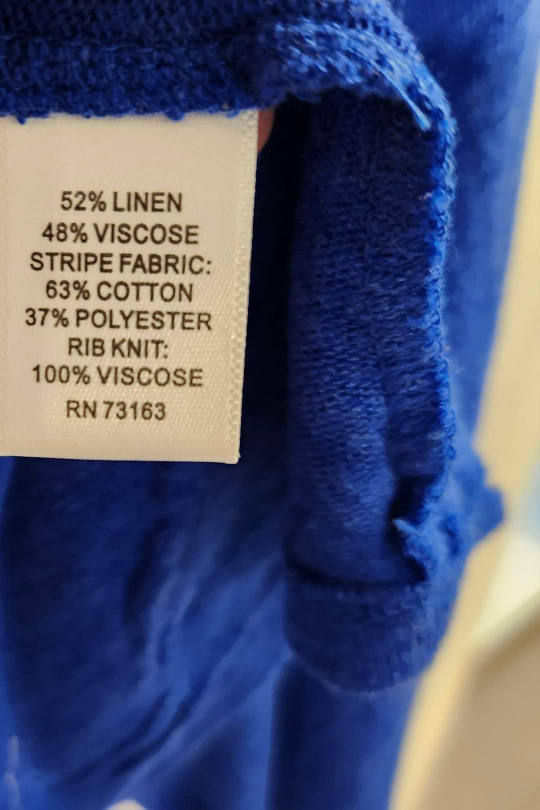 52% LINEN
48% VISCOSE
STRIPE FABRIC:
63% COTTON
37% POLYESTER
RIB KNIT:
100% VISCOSE
RN 73163